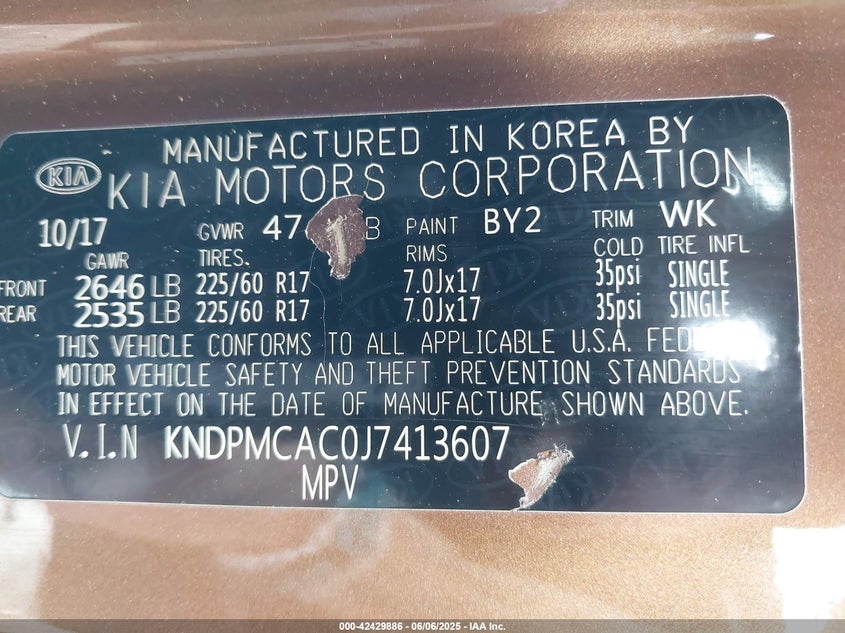 MANUFACTURED IN KOREA BY
KIA KIA MOTORS CORPORATION
10/17 GVWR 47 B PAINT BY2 TRIM WK
GAWR TIRES. RIMS COLD TIRE INFL
FRONT 2646 LB 225/60 R17 7.0Jx17 35psi SINGLE
REAR 2535 LB 225/60 R17 7.0Jx17 35psi SINGLE
THIS VEHICLE CONFORMS TO ALL APPLICABLE U.S.A.
MOTOR VEHICLE SAFETY AND THEFT PREVENTION STANDARDS
IN EFFECT ON THE DATE OF MANUFACTURE SHOWN ABOVE.
V.I.N KNDPMCAC0J7413607
MPV
000-42429886 - 06/06/2025 - IAA Inc.